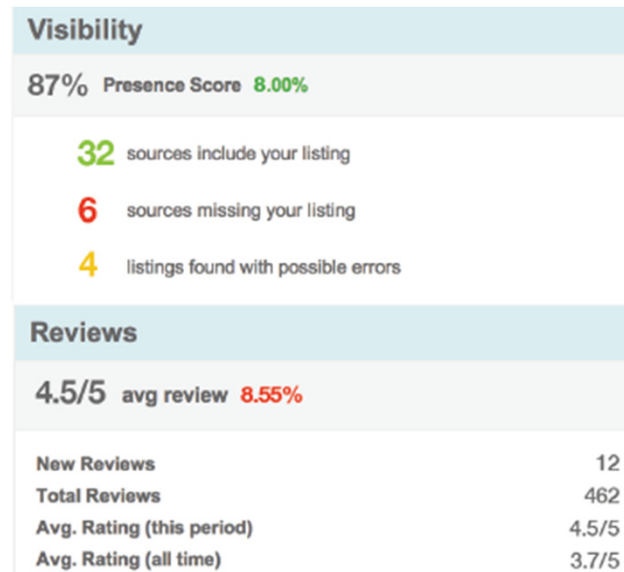 Visibility
87% Presence Score 8.00%
32 sources include your listing
6 sources missing your listing
4 listings found with possible errors
Reviews
4.5/5 avg review 8.55%
New Reviews 12
Total Reviews 462
Avg. Rating (this period) 4.5/5
Avg. Rating (all time) 3.7/5